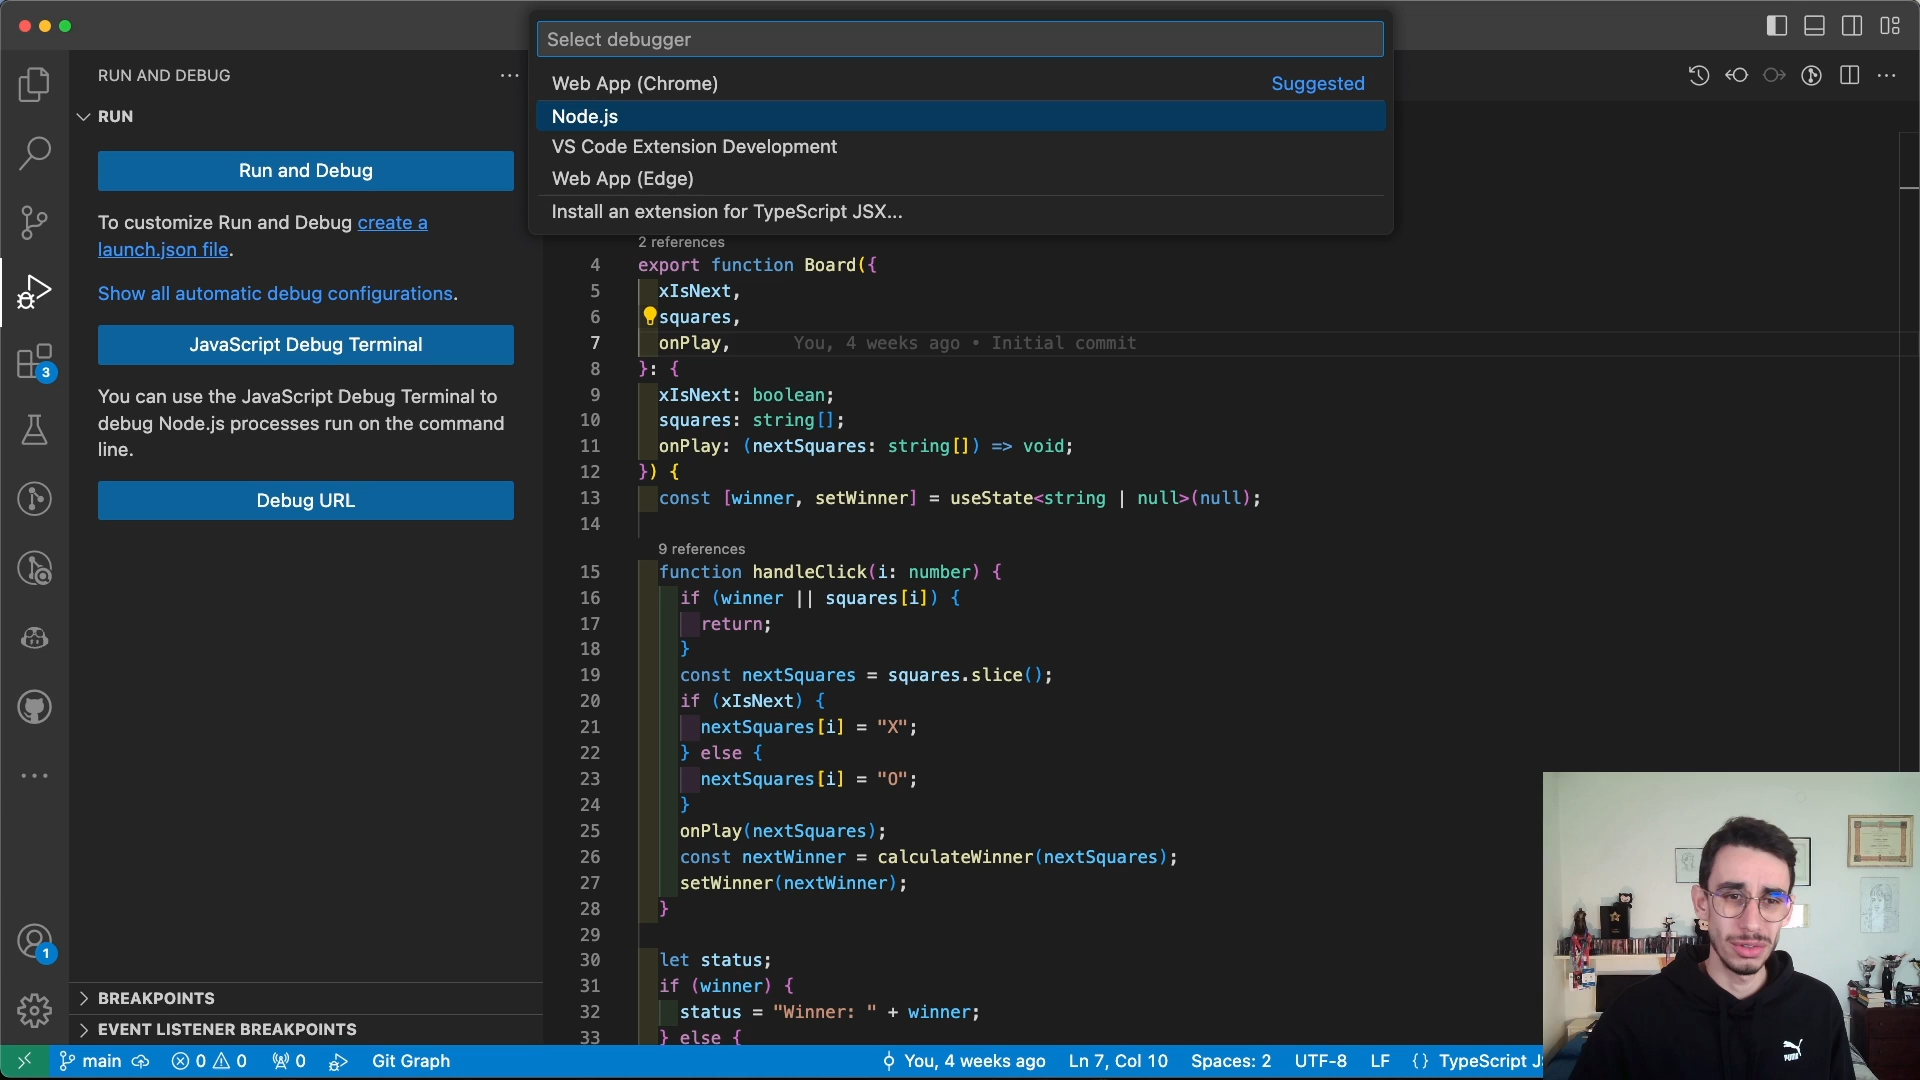 Select debugger
Web App (Chrome) Suggested
Node.js
VS Code Extension Development
Web App (Edge)
Install an extension for TypeScript JSX...
RUN AND DEBUG
RUN
Run and Debug
To customize Run and Debug create a
launch.json file.
Show all automatic debug configurations.
JavaScript Debug Terminal
You can use the JavaScript Debug Terminal to
debug Node.js processes run on the command
line.
Debug URL
3
1
BREAKPOINTS
EVENT LISTENER BREAKPOINTS
2 references
4 export function Board({
5 xIsNext,
6 squares,
7 onPlay, You, 4 weeks ago • Initial commit
8 }: {
9 xIsNext: boolean;
10 squares: string[];
11 onPlay: (nextSquares: string[]) => void;
12 }) {
13 const [winner, setWinner] = useState<string | null>(null);
14
9 references
15 function handleClick(i: number) {
16 if (winner || squares[i]) {
17 return;
18 }
19 const nextSquares = squares.slice();
20 if (xIsNext) {
21 nextSquares[i] = "X";
22 } else {
23 nextSquares[i] = "O";
24 }
25 onPlay(nextSquares);
26 const nextWinner = calculateWinner(nextSquares);
27 setWinner(nextWinner);
28 }
29
30 let status;
31 if (winner) {
32 status = "Winner: " + winner;
33 } else {
main 0 0 0 Git Graph You, 4 weeks ago Ln 7, Col 10 Spaces: 2 UTF-8 LF {} TypeScript JS
PUMA